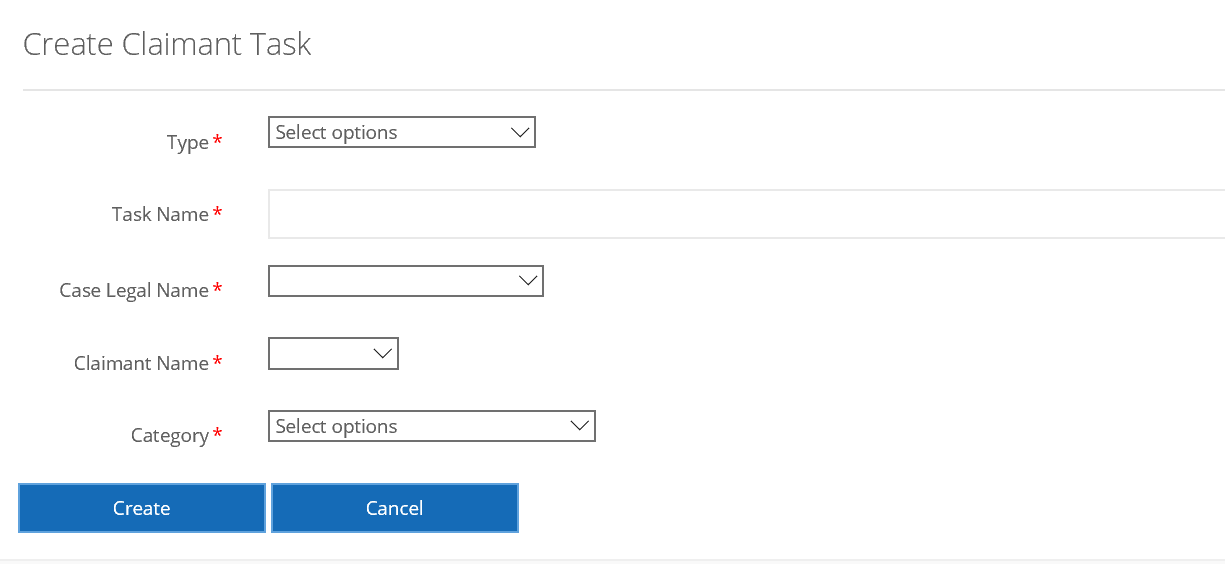 Create Claimant Task
Type * Select options
Task Name *
Case Legal Name *
Claimant Name *
Category * Select options
Create Cancel